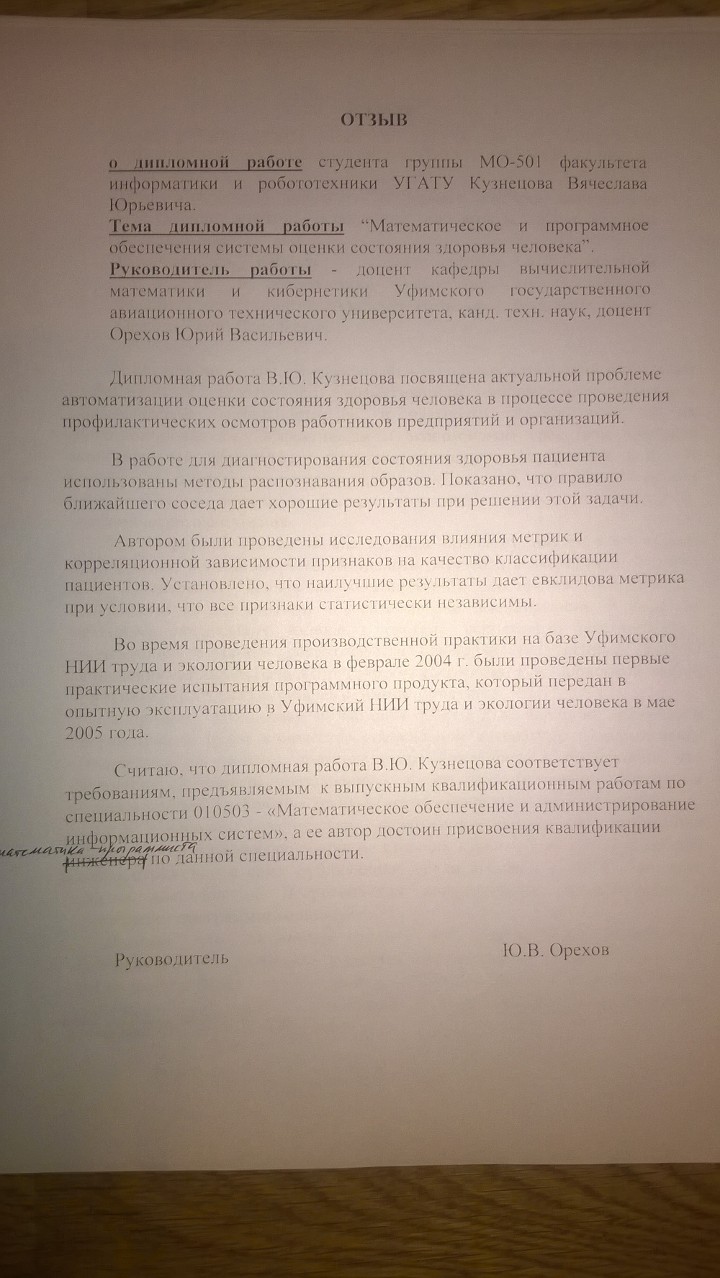 ОТЗЫВ
о дипломной работе студента группы МО-501 факультета
информатики и робототехники УГАТУ Кузнецова Вячеслава
Юрьевича.
Тема дипломной работы “Математическое и программное
обеспечения системы оценки состояния здоровья человека”.
Руководитель работы - доцент кафедры вычислительной
математики и кибернетики Уфимского государственного
авиационного технического университета, канд. техн. наук, доцент
Орехов Юрий Васильевич.
Дипломная работа В.Ю. Кузнецова посвящена актуальной проблеме
автоматизации оценки состояния здоровья человека в процессе проведения
профилактических осмотров работников предприятий и организаций.
В работе для диагностирования состояния здоровья пациента
использованы методы распознавания образов. Показано, что правило
ближайшего соседа дает хорошие результаты при решении этой задачи.
Автором были проведены исследования влияния метрик и
корреляционной зависимости признаков на качество классификации
пациентов. Установлено, что наилучшие результаты дает евклидова метрика
при условии, что все признаки статистически независимы.
Во время проведения производственной практики на базе Уфимского
НИИ труда и экологии человека в феврале 2004 г. были проведены первые
практические испытания программного продукта, который передан в
опытную эксплуатацию в Уфимский НИИ труда и экологии человека в мае
2005 года.
Считаю, что дипломная работа В.Ю. Кузнецова соответствует
требованиям, предъявляемым к выпускным квалификационным работам по
специальности 010503 - «Математическое обеспечение и администрирование
информационных систем», а ее автор достоин присвоения квалификации
математика-программиста
инженера по данной специальности.
Руководитель Ю.В. Орехов